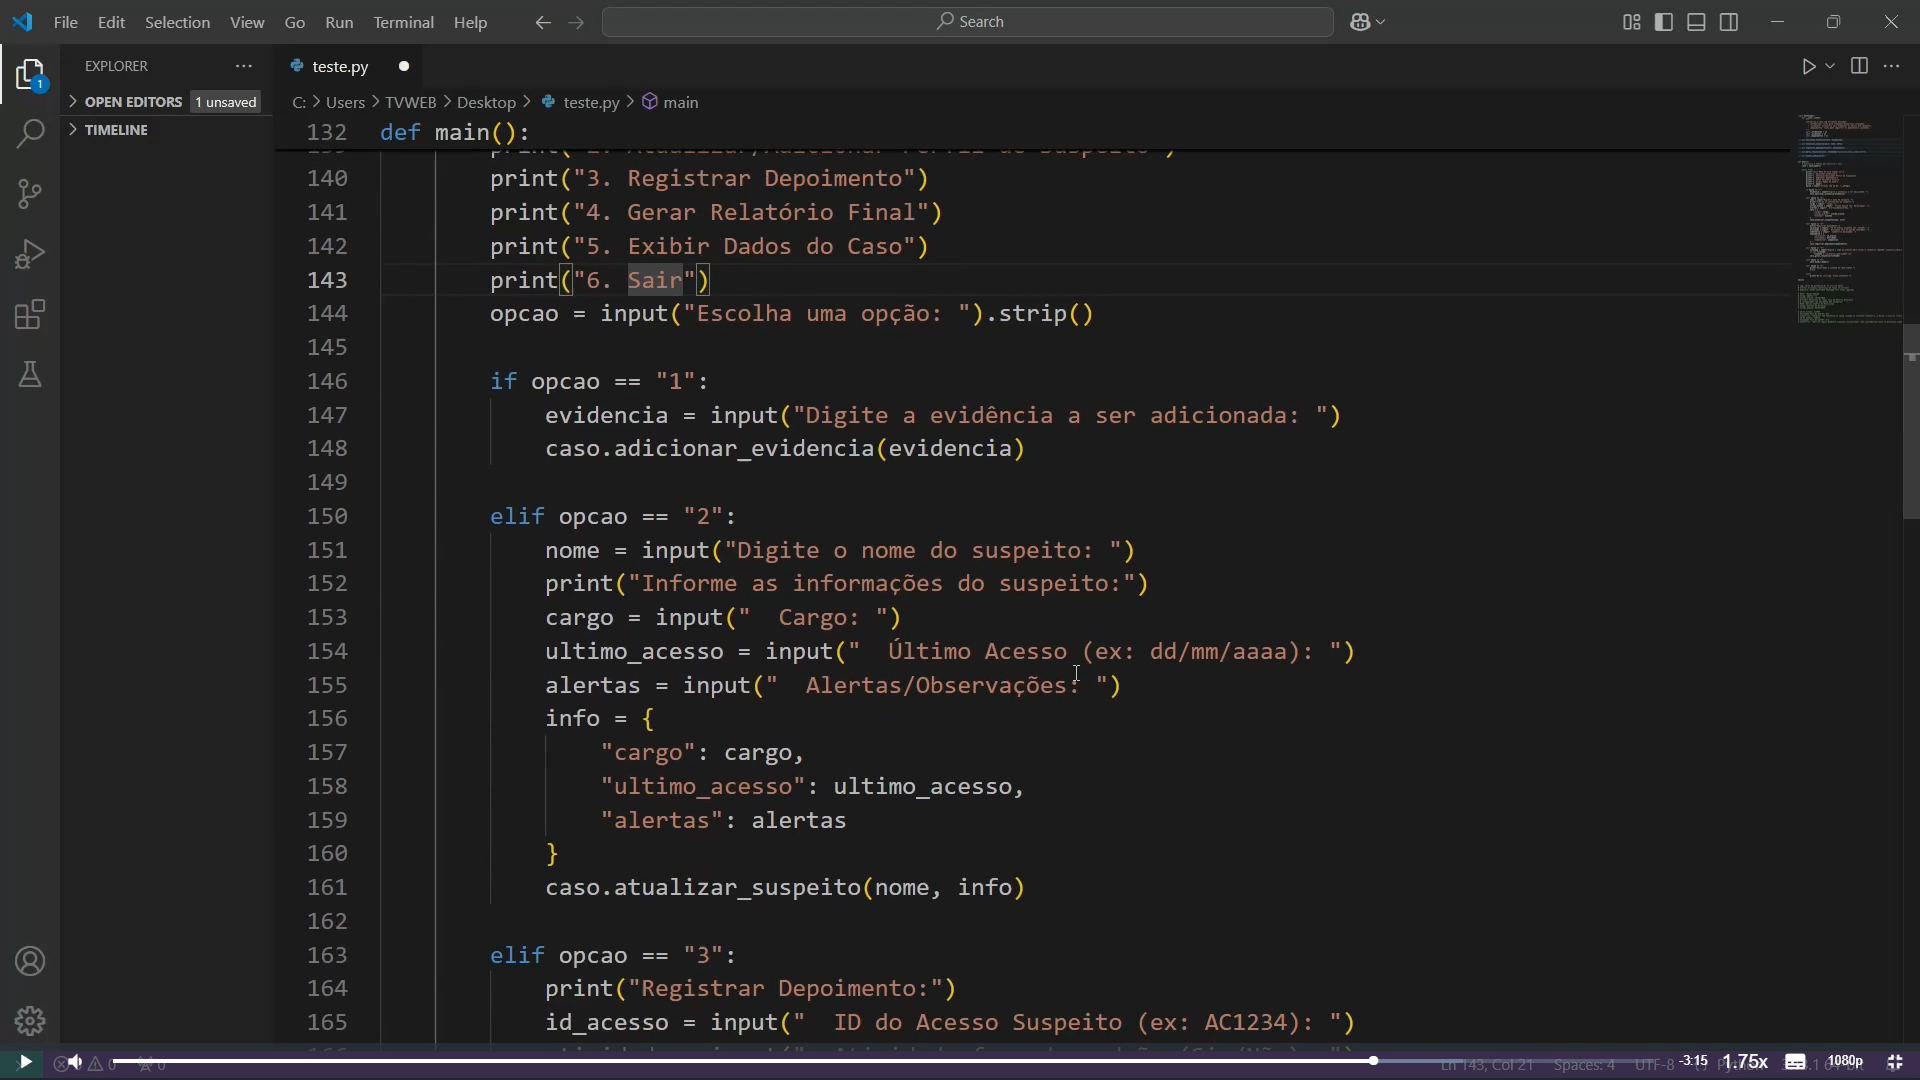 File Edit Selection View Go Run Terminal Help
Search
EXPLORER
teste.py
1
OPEN EDITORS 1 unsaved
TIMELINE
C: > Users > TVWEB > Desktop > teste.py > main
132 def main():
140 print("3. Registrar Depoimento")
141 print("4. Gerar Relatório Final")
142 print("5. Exibir Dados do Caso")
143 print("6. Sair")
144 opcao = input("Escolha uma opção: ").strip()
145
146 if opcao == "1":
147 evidencia = input("Digite a evidência a ser adicionada: ")
148 caso.adicionar_evidencia(evidencia)
149
150 elif opcao == "2":
151 nome = input("Digite o nome do suspeito: ")
152 print("Informe as informações do suspeito:")
153 cargo = input("  Cargo: ")
154 ultimo_acesso = input("  Último Acesso (ex: dd/mm/aaaa): ")
155 alertas = input("  Alertas/Observações: ")
156 info = {
157 "cargo": cargo,
158 "ultimo_acesso": ultimo_acesso,
159 "alertas": alertas
160 }
161 caso.atualizar_suspeito(nome, info)
162
163 elif opcao == "3":
164 print("Registrar Depoimento:")
165 id_acesso = input("  ID do Acesso Suspeito (ex: AC1234): ")
0 0 Ln 143, Col 21 Spaces: 4 UTF-8
-3:15 1.75x 1080p